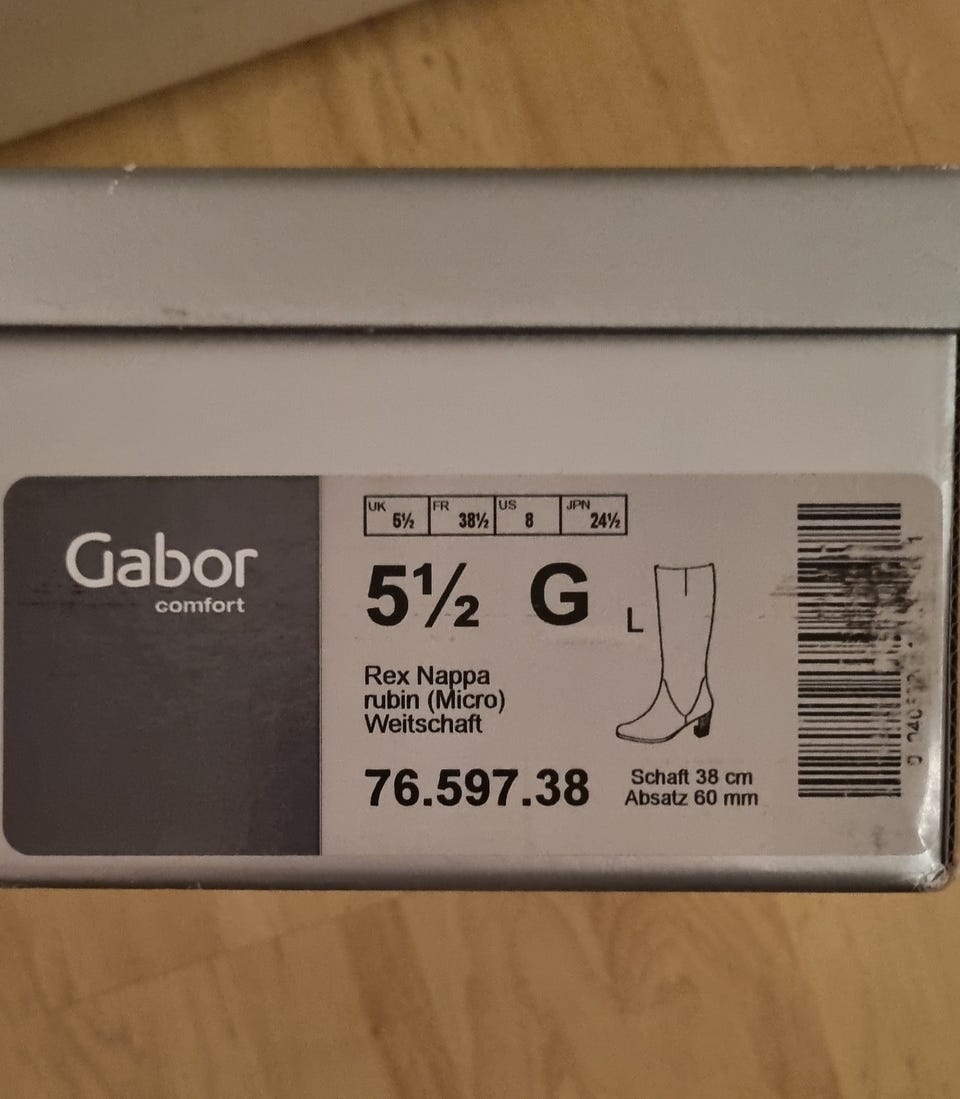 Gabor
comfort
UK 5½ FR 38½ US 8 JPN 24½
5½ G
L
Rex Nappa
rubin (Micro)
Weitschaft
76.597.38
Schaft 38 cm
Absatz 60 mm